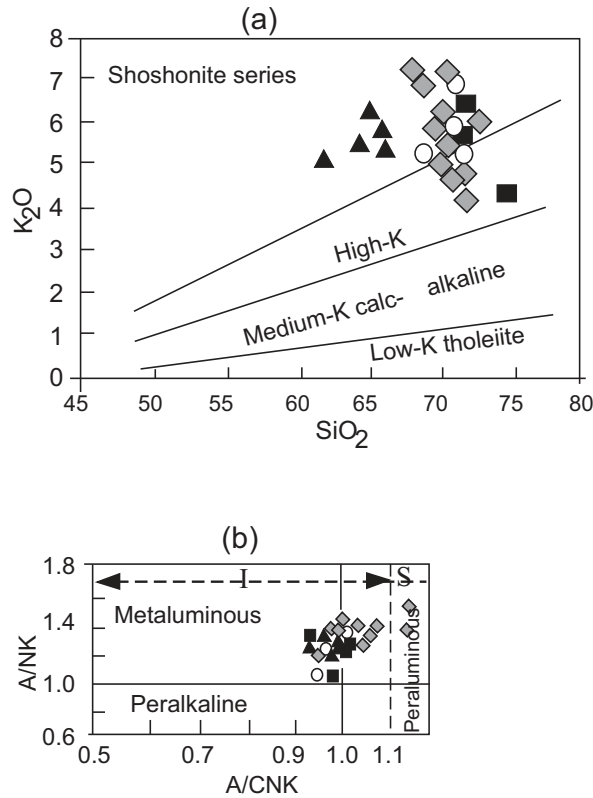 (a)
8
7
Shoshonite series
6
5
K2O
4
3
High-K
2
Medium-K calc- alkaline
1
Low-K tholeiite
0
45 50 55 60 65 70 75 80
SiO2
(b)
1.8
I S
Metaluminous
1.4
A/NK
Peraluminous
1.0
Peralkaline
0.6
0.5 0.7 0.9 1.0 1.1
A/CNK